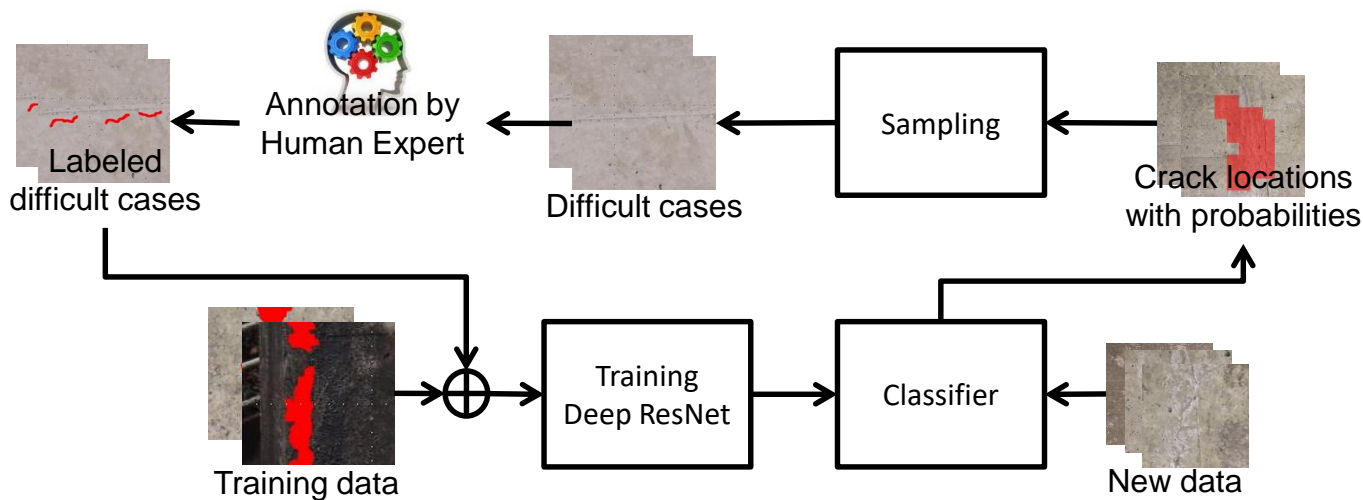 Annotation by
Human Expert
Sampling
Labeled
difficult cases
Difficult cases
Crack locations
with probabilities
Training
Deep ResNet
Classifier
Training data
New data